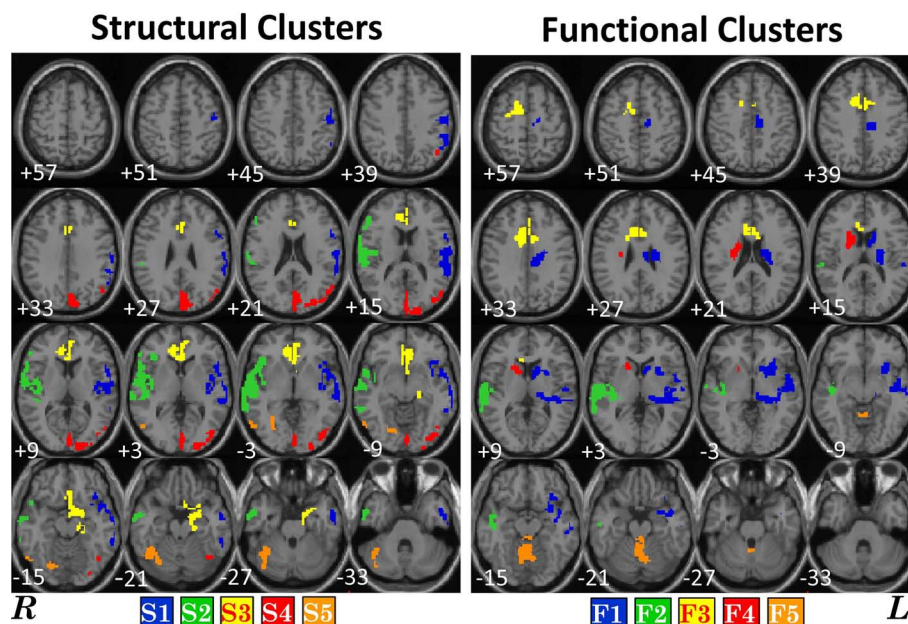 Structural Clusters
Functional Clusters
+57 +51 +45 +39
+33 +27 +21 +15
+9 +3 -3 -9
-15 -21 -27 -33
+57 +51 +45 +39
+33 +27 +21 +15
+9 +3 -3 -9
-15 -21 -27 -33
R S1 S2 S3 S4 S5
F1 F2 F3 F4 F5 L